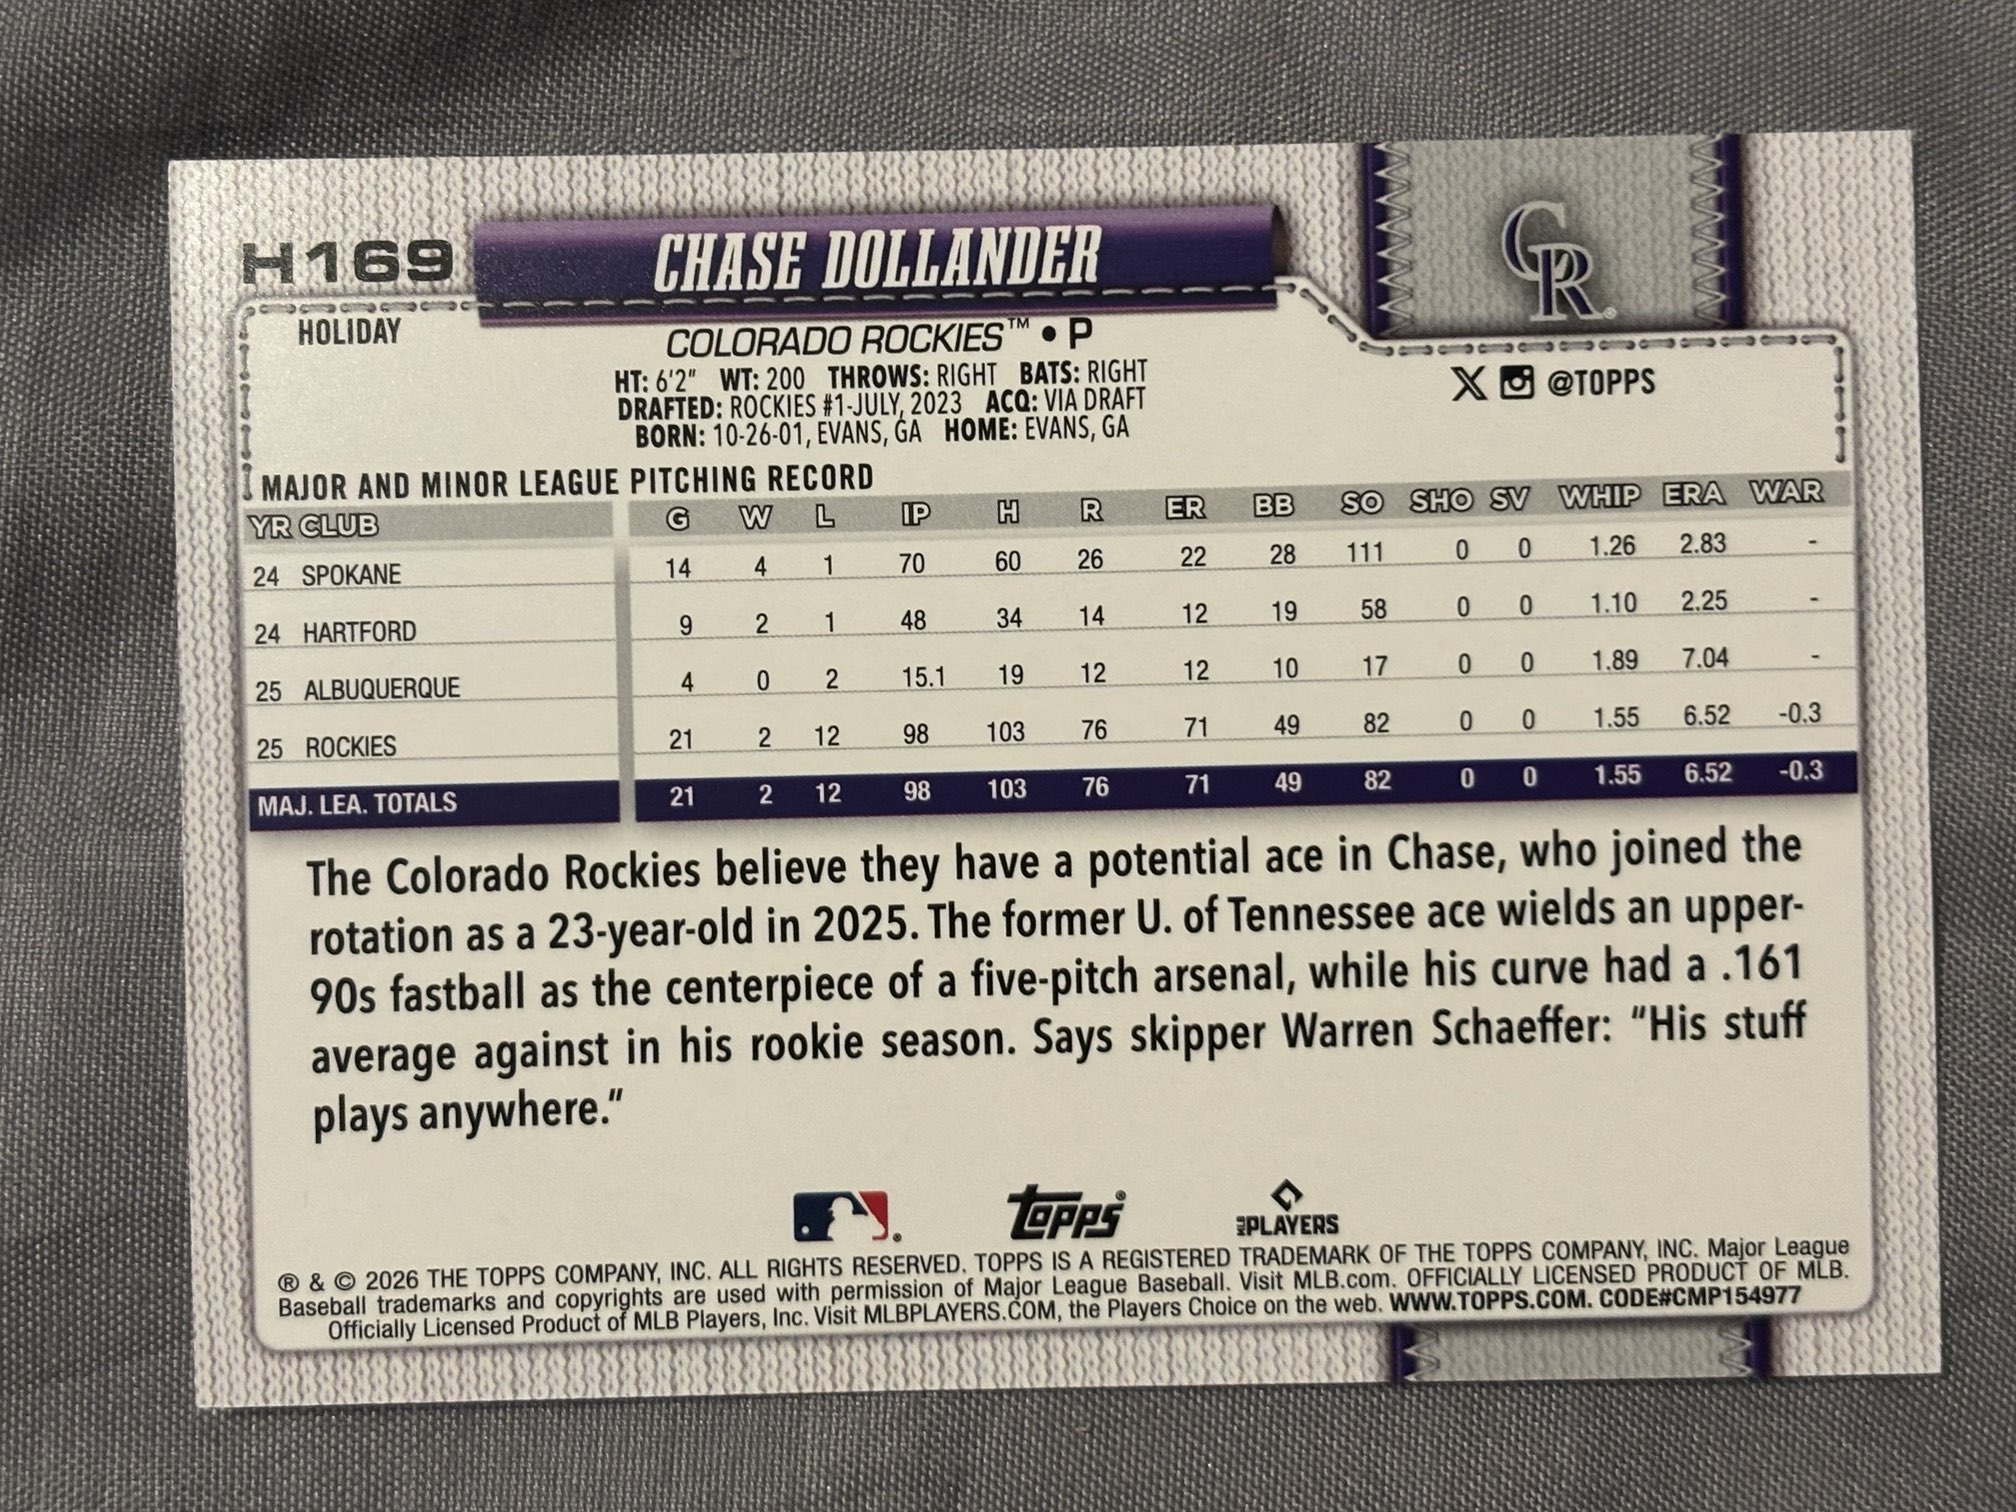 H169
CHASE DOLLANDER
CR
HOLIDAY
COLORADO ROCKIES™ • P
HT: 6'2" WT: 200 THROWS: RIGHT BATS: RIGHT
DRAFTED: ROCKIES #1-JULY, 2023 ACQ: VIA DRAFT
BORN: 10-26-01, EVANS, GA HOME: EVANS, GA
X @TOPPS
MAJOR AND MINOR LEAGUE PITCHING RECORD
YR CLUB G W L IP H R ER BB SO SHO SV WHIP ERA WAR
24 SPOKANE 14 4 1 70 60 26 22 28 111 0 0 1.26 2.83 -
24 HARTFORD 9 2 1 48 34 14 12 19 58 0 0 1.10 2.25 -
25 ALBUQUERQUE 4 0 2 15.1 19 12 12 10 17 0 0 1.89 7.04 -
25 ROCKIES 21 2 12 98 103 76 71 49 82 0 0 1.55 6.52 -0.3
MAJ. LEA. TOTALS 21 2 12 98 103 76 71 49 82 0 0 1.55 6.52 -0.3
The Colorado Rockies believe they have a potential ace in Chase, who joined the
rotation as a 23-year-old in 2025. The former U. of Tennessee ace wields an upper-
90s fastball as the centerpiece of a five-pitch arsenal, while his curve had a .161
average against in his rookie season. Says skipper Warren Schaeffer: “His stuff
plays anywhere.”
topps® MLB PLAYERS
® & © 2026 THE TOPPS COMPANY, INC. ALL RIGHTS RESERVED. TOPPS IS A REGISTERED TRADEMARK OF THE TOPPS COMPANY, INC. Major League
Baseball trademarks and copyrights are used with permission of Major League Baseball. Visit MLB.com. OFFICIALLY LICENSED PRODUCT OF MLB.
Officially Licensed Product of MLB Players, Inc. Visit MLBPLAYERS.COM, the Players Choice on the web. WWW.TOPPS.COM. CODE#CMP154977